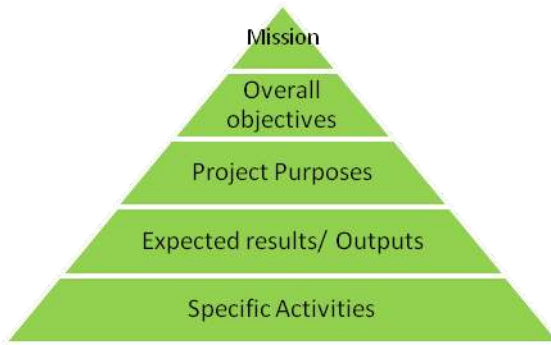 Mission
Overall
objectives
Project Purposes
Expected results/ Outputs
Specific Activities